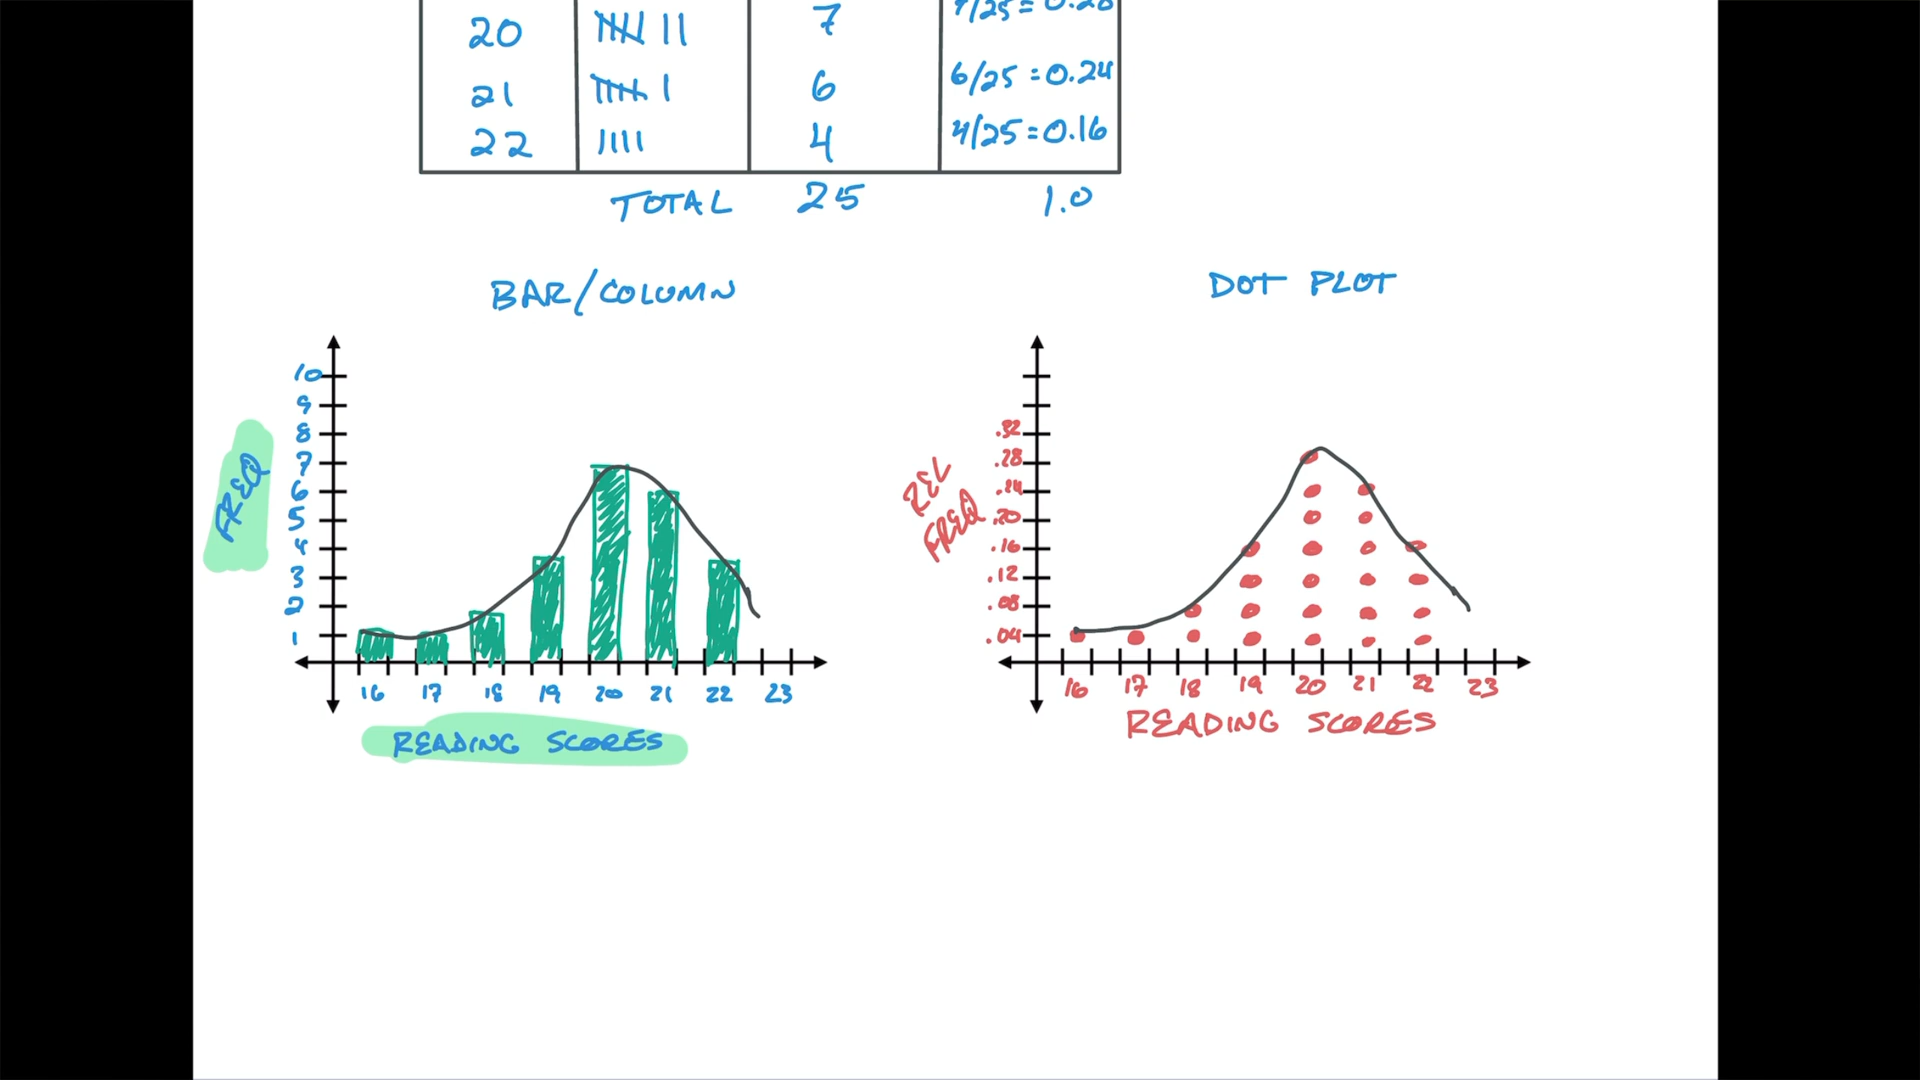 20 7 7/25 = 0.28
21 6 6/25 = 0.24
22 4 4/25 = 0.16
TOTAL 25 1.0
BAR/COLUMN
DOT PLOT
10
9
8
7
6
5
4
3
2
1
FREQ
16 17 18 19 20 21 22 23
READING SCORES
.32
.28
.24
.20
.16
.12
.08
.04
REL
FREQ
16 17 18 19 20 21 22 23
READING SCORES